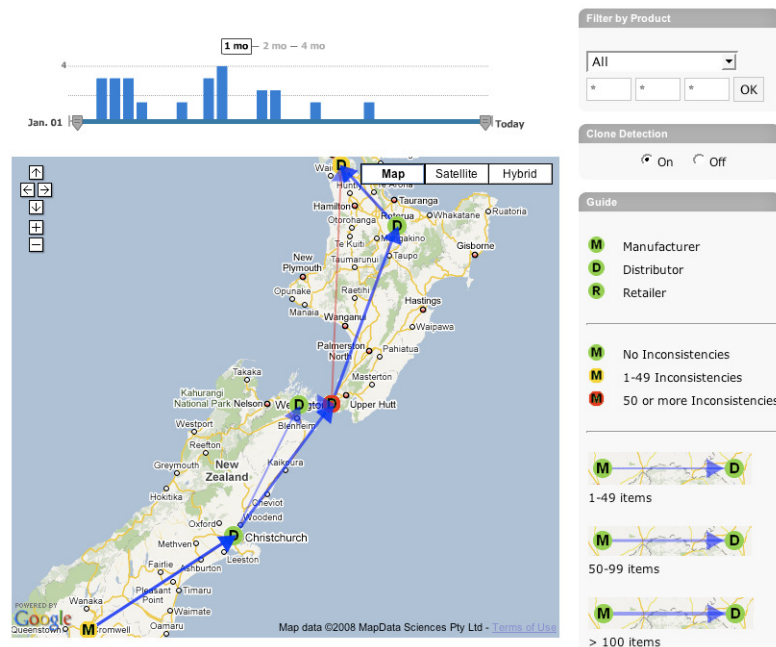 1 mo – 2 mo – 4 mo
4
Jan. 01
Today
Filter by Product
All
* * * OK
Clone Detection
On Off
Guide
M Manufacturer
D Distributor
R Retailer
M No Inconsistencies
M 1-49 Inconsistencies
M 50 or more Inconsistencies
M D
1-49 items
M D
50-99 items
M D
> 100 items
Map Satellite Hybrid
D
Hamilton
Tauranga
Rotorua
Whakatane
Ruatoria
Otorohanga
D
Te Kuiti
Taumarunui
Taupo
Gisborne
New
Plymouth
Opunake
Raetihi
Manaia
Hastings
Wanganui
Waipawa
Palmerston
North
Pahiatua
Masterton
Takaka
Kahurangi
National Park
Nelson
D
D
Upper Hutt
Blenheim
Westport
Reefton
Greymouth
New
Zealand
Kaikoura
Hokitika
Cheviot
Oxford
Woodend
D
Christchurch
Methven
Leeston
Ashburton
Fairlie
Pleasant
Point
Timaru
Wanaka
Waimate
POWERED BY
Google
Queenstown
M
Cromwell
Oamaru
Map data ©2008 MapData Sciences Pty Ltd - Terms of Use